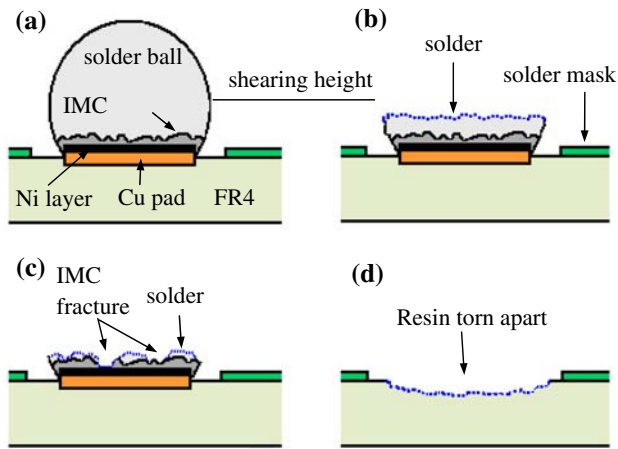 (a)
solder ball
IMC
Ni layer
Cu pad
FR4
shearing height
(b)
solder
solder mask
(c)
IMC
fracture
solder
(d)
Resin torn apart